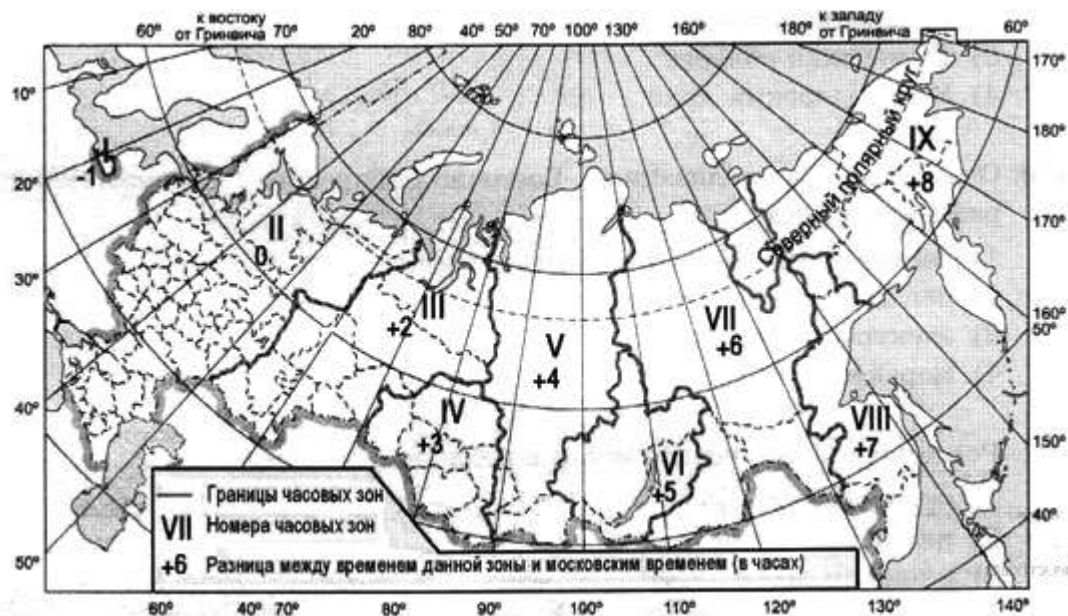 к востоку
от Гринвича
к западу
от Гринвича
60° 70° 20° 80° 40° 50° 70° 100° 130° 160° 180° 60°
170°
10°
180°
20°
170°
30°
160°
50°
40°
150°
50°
40°
I
-1
II
0
III
+2
IV
+3
V
+4
VI
+5
VII
+6
VIII
+7
IX
+8
Северный полярный круг
Границы часовых зон
VII Номера часовых зон
+6 Разница между временем данной зоны и московским временем (в часах)
60° 40° 70° 80° 90° 100° 110° 120° 130° 140°